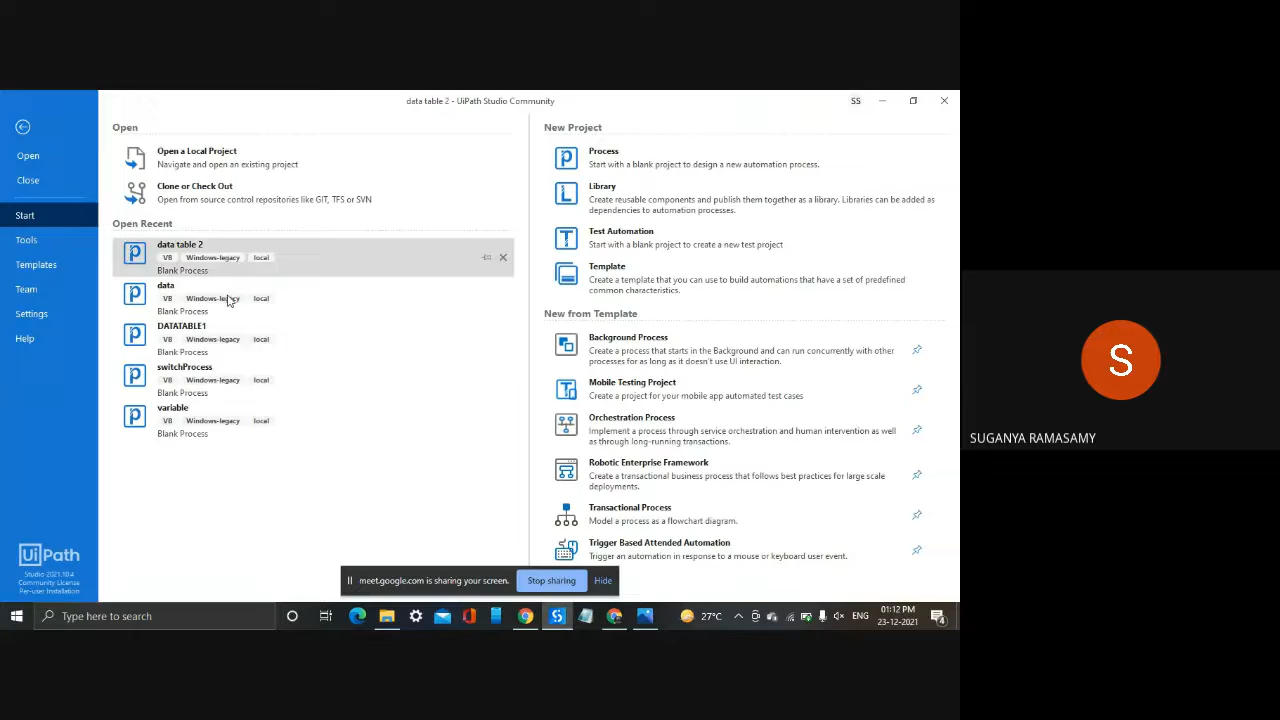 data table 2 - UiPath Studio Community
SS
Open
Close
Start
Tools
Templates
Team
Settings
Help
UiPath
Studio 2021.10.4
Community License
Per-user Installation
Open
Open a Local Project
Navigate and open an existing project
Clone or Check Out
Open from source control repositories like GIT, TFS or SVN
Open Recent
data table 2
VB Windows-legacy local
Blank Process
data
VB Windows-legacy local
Blank Process
DATATABLE1
VB Windows-legacy local
Blank Process
switchProcess
VB Windows-legacy local
Blank Process
variable
VB Windows-legacy local
Blank Process
New Project
Process
Start with a blank project to design a new automation process.
Library
Create reusable components and publish them together as a library. Libraries can be added as
dependencies to automation processes.
Test Automation
Start with a blank project to create a new test project
Template
Create a template that you can use to build automations that have a set of predefined
common characteristics.
New from Template
Background Process
Create a process that starts in the Background and can run concurrently with other
processes for as long as it doesn't use UI interaction.
Mobile Testing Project
Create a project for your mobile app automated test cases
Orchestration Process
Implement a process through service orchestration and human intervention as well
as through long-running transactions.
Robotic Enterprise Framework
Create a transactional business process that follows best practices for large scale
deployments.
Transactional Process
Model a process as a flowchart diagram.
Trigger Based Attended Automation
Trigger an automation in response to a mouse or keyboard user event.
meet.google.com is sharing your screen.
Stop sharing
Hide
Type here to search
27°C
ENG
01:12 PM
23-12-2021
4
S
SUGANYA RAMASAMY